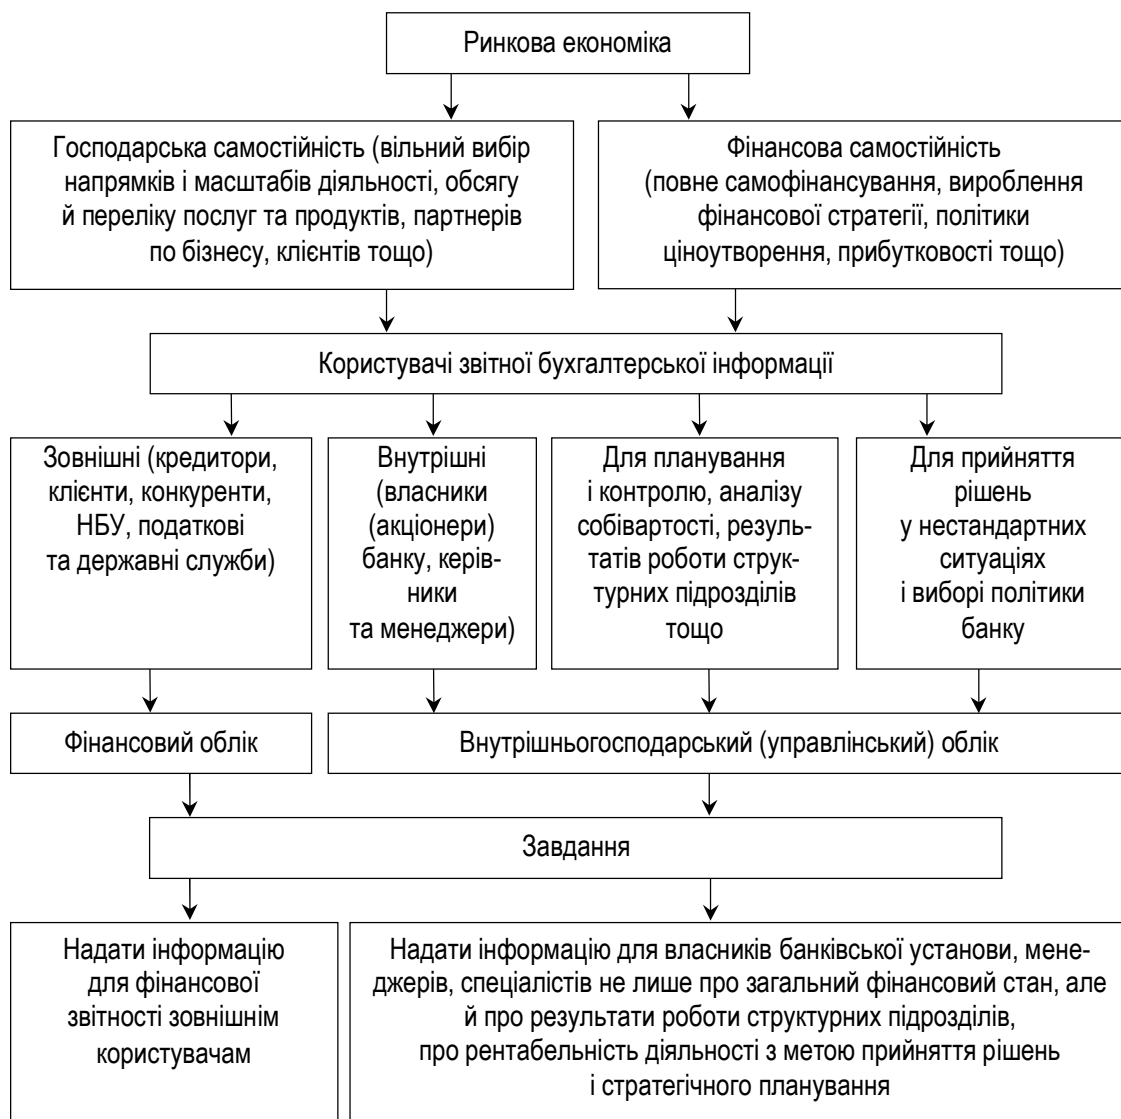 Ринкова економіка
Господарська самостійність (вільний вибір
напрямків і масштабів діяльності, обсягу
й переліку послуг та продуктів, партнерів
по бізнесу, клієнтів тощо)
Фінансова самостійність
(повне самофінансування, вироблення
фінансової стратегії, політики
ціноутворення, прибутковості тощо)
Користувачі звітної бухгалтерської інформації
Зовнішні (кредитори,
клієнти, конкуренти,
НБУ, податкові
та державні служби)
Внутрішні
(власники
(акціонери)
банку, керів-
ники
та менеджери)
Для планування
і контролю, аналізу
собівартості, резуль-
татів роботи струк-
турних підрозділів
тощо
Для прийняття
рішень
у нестандартних
ситуаціях
і виборі політики
банку
Фінансовий облік
Внутрішньогосподарський (управлінський) облік
Завдання
Надати інформацію
для фінансової
звітності зовнішнім
користувачам
Надати інформацію для власників банківської установи, мене-
джерів, спеціалістів не лише про загальний фінансовий стан, але
й про результати роботи структурних підрозділів,
про рентабельність діяльності з метою прийняття рішень
і стратегічного планування